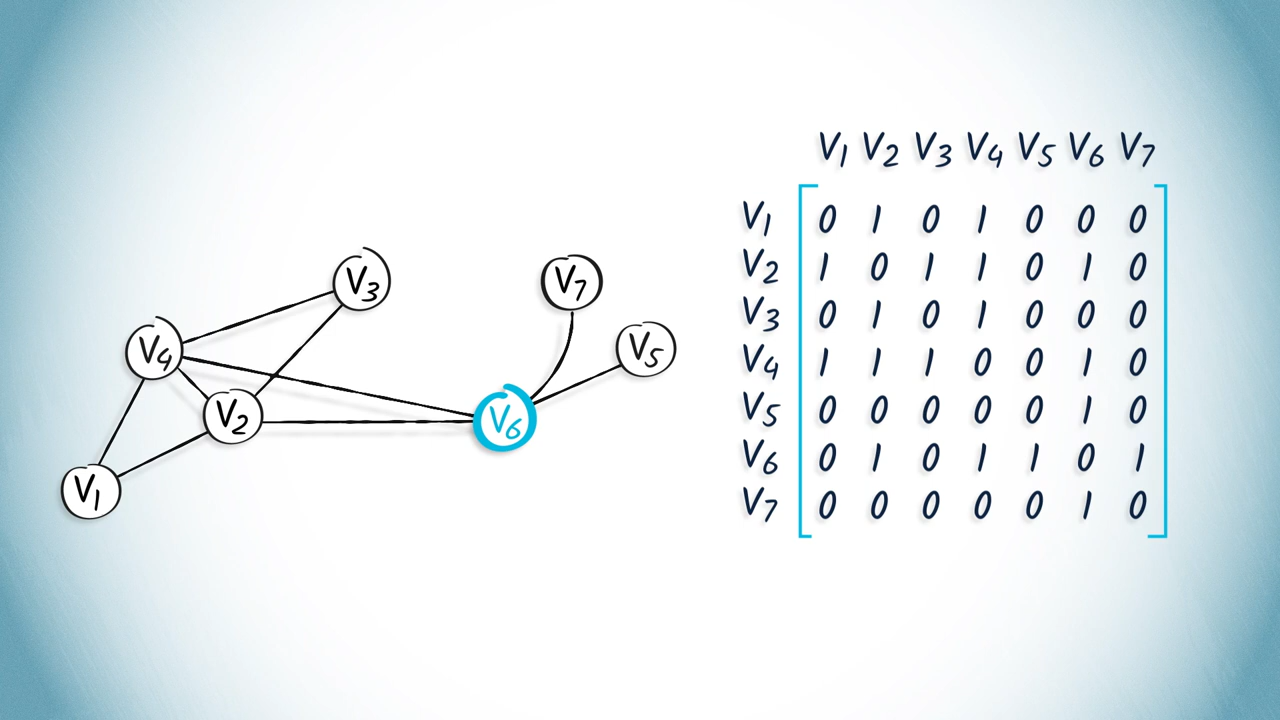 V3
V7
V4
V5
V2
V6
V1
V1 V2 V3 V4 V5 V6 V7
V1 0 1 0 1 0 0 0
V2 1 0 1 1 0 1 0
V3 0 1 0 1 0 0 0
V4 1 1 1 0 0 1 0
V5 0 0 0 0 0 1 0
V6 0 1 0 1 1 0 1
V7 0 0 0 0 0 1 0